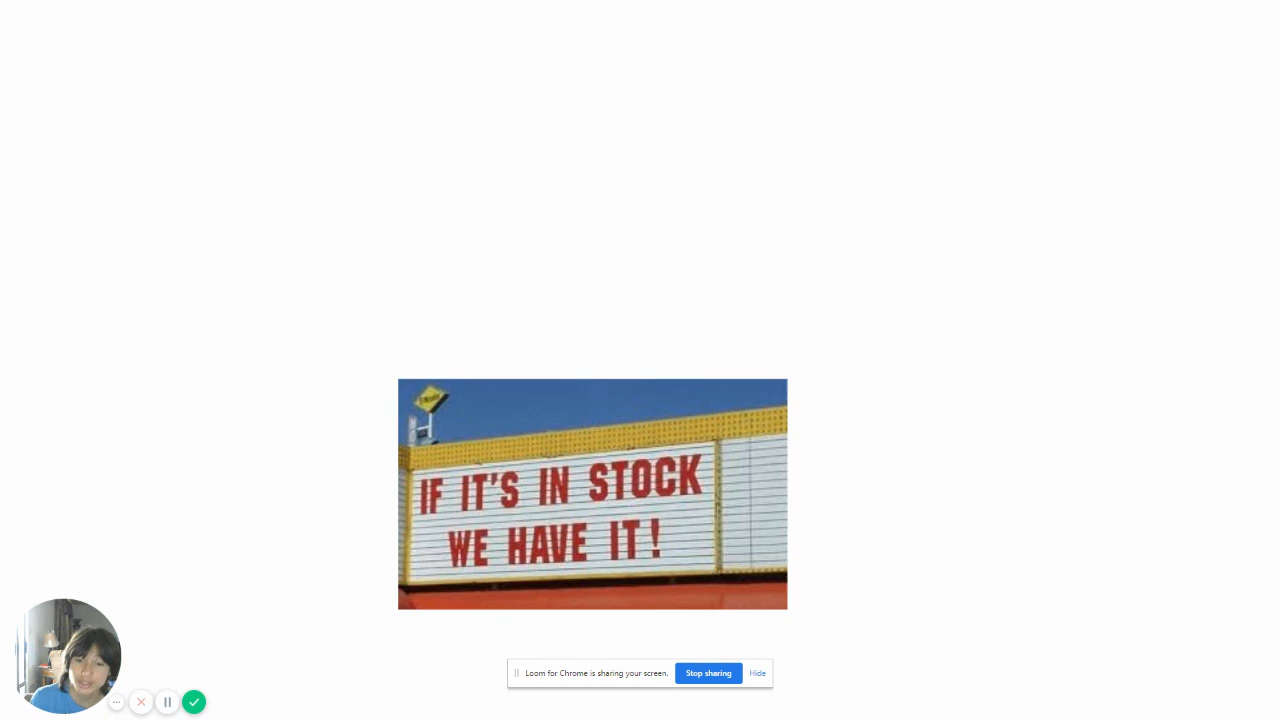 IF IT'S IN STOCK
WE HAVE IT!
Loom for Chrome is sharing your screen.
Stop sharing
Hide